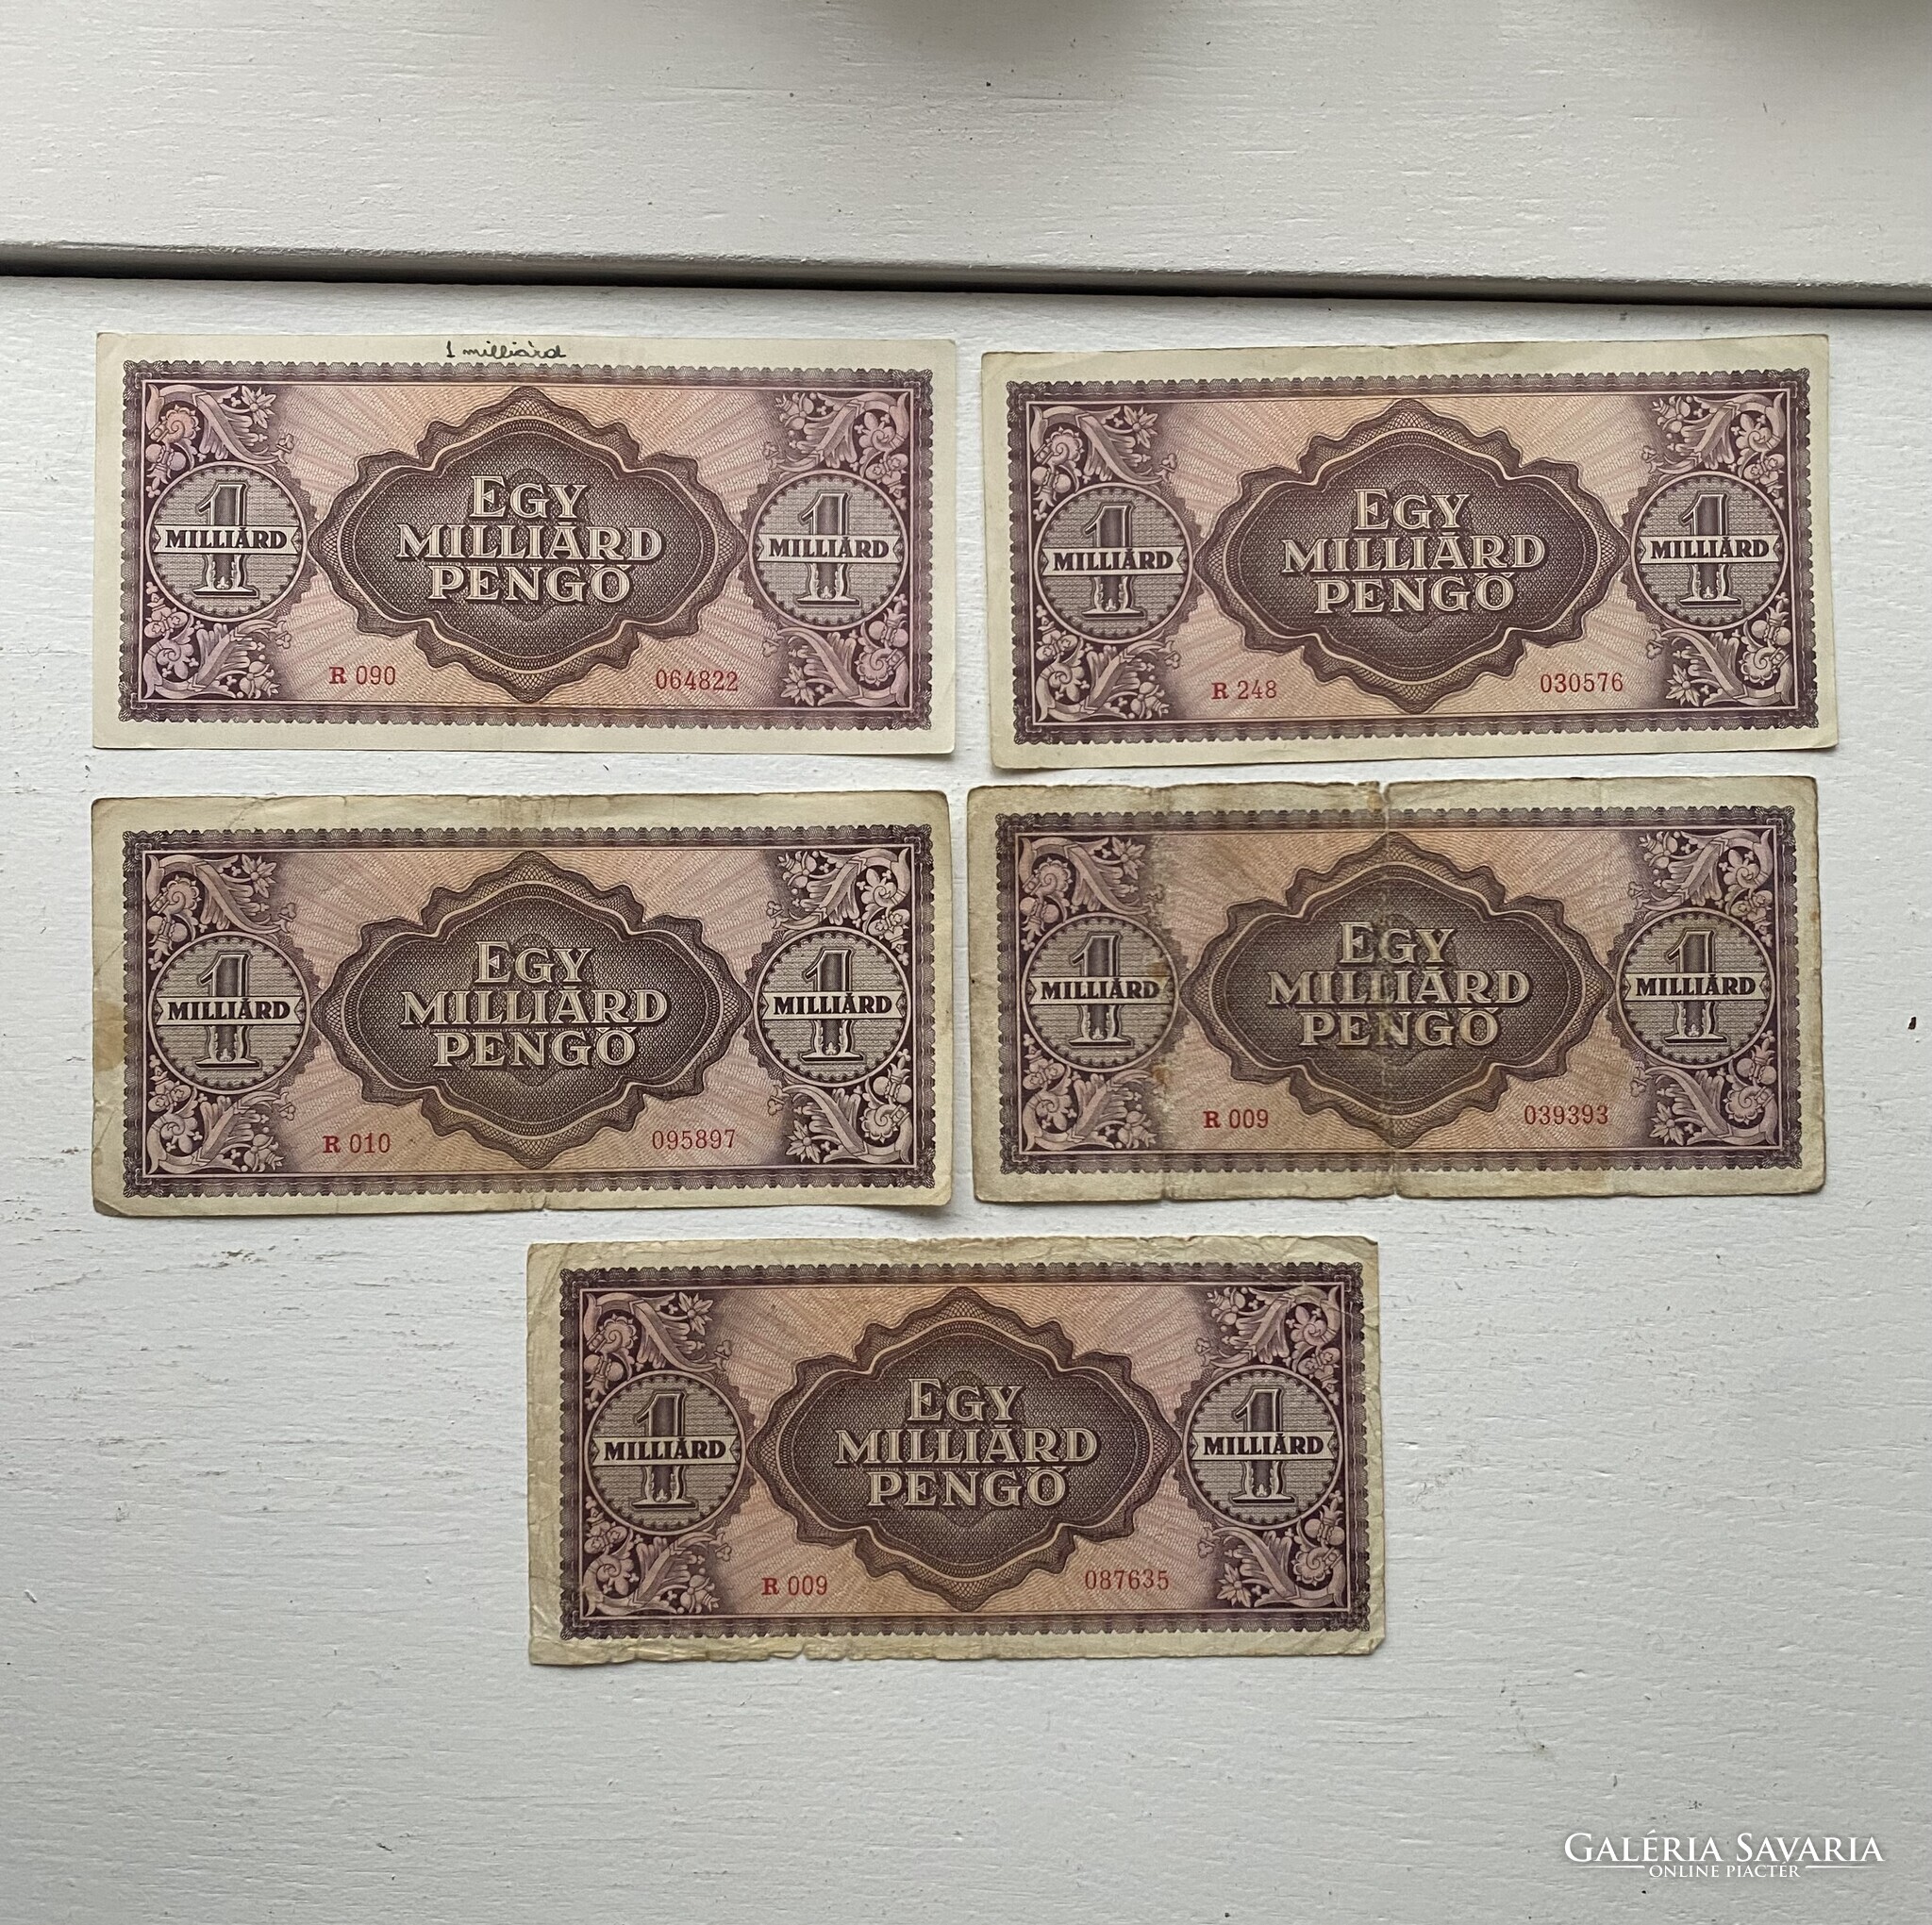 1 milliárd
EGY
MILLIÁRD
PENGŐ
1
MILLIÁRD
1
MILLIÁRD
R 090
064822
EGY
MILLIÁRD
PENGŐ
1
MILLIÁRD
1
MILLIÁRD
R 248
030576
EGY
MILLIÁRD
PENGŐ
1
MILLIÁRD
1
MILLIÁRD
R 010
095897
EGY
MILLIÁRD
PENGŐ
1
MILLIÁRD
1
MILLIÁRD
R 009
039393
EGY
MILLIÁRD
PENGŐ
1
MILLIÁRD
1
MILLIÁRD
R 009
087635
GALÉRIA SAVARIA
ONLINE PIACTÉR